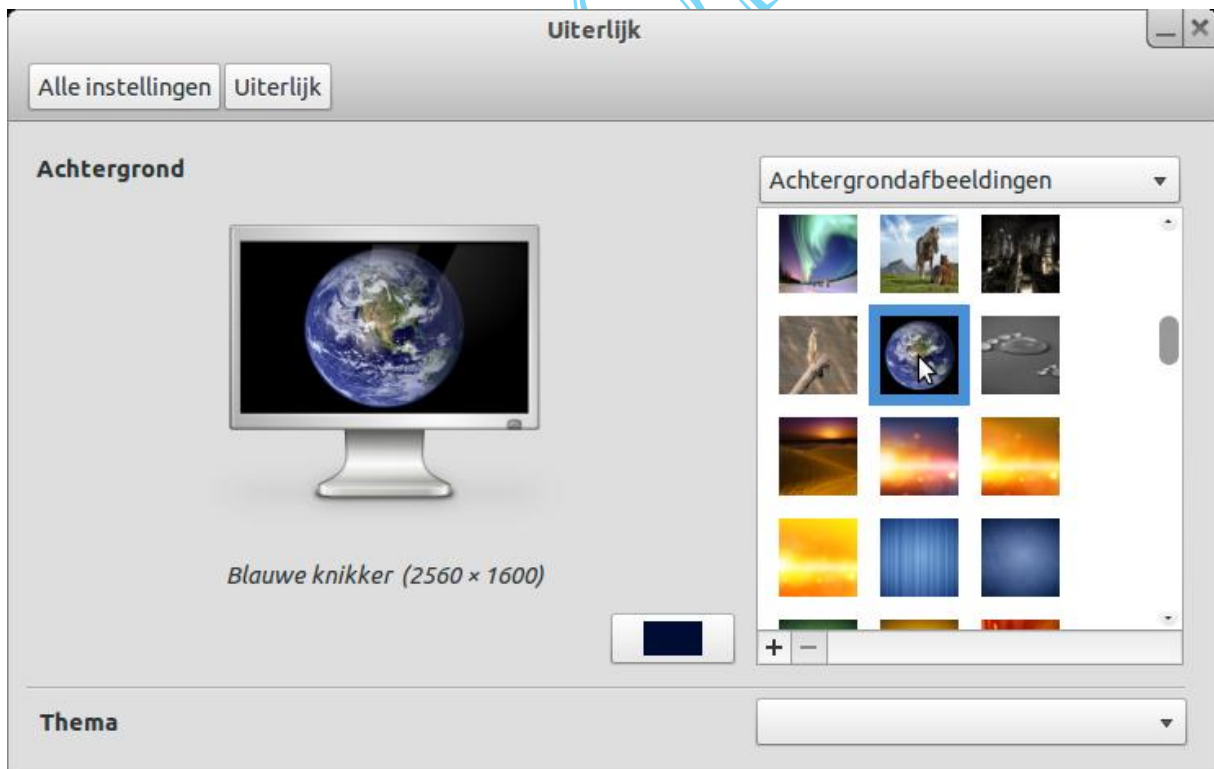 Uiterlijk
Alle instellingen
Uiterlijk
Achtergrond
Achtergrondafbeeldingen
Blauwe knikker (2560 × 1600)
Thema